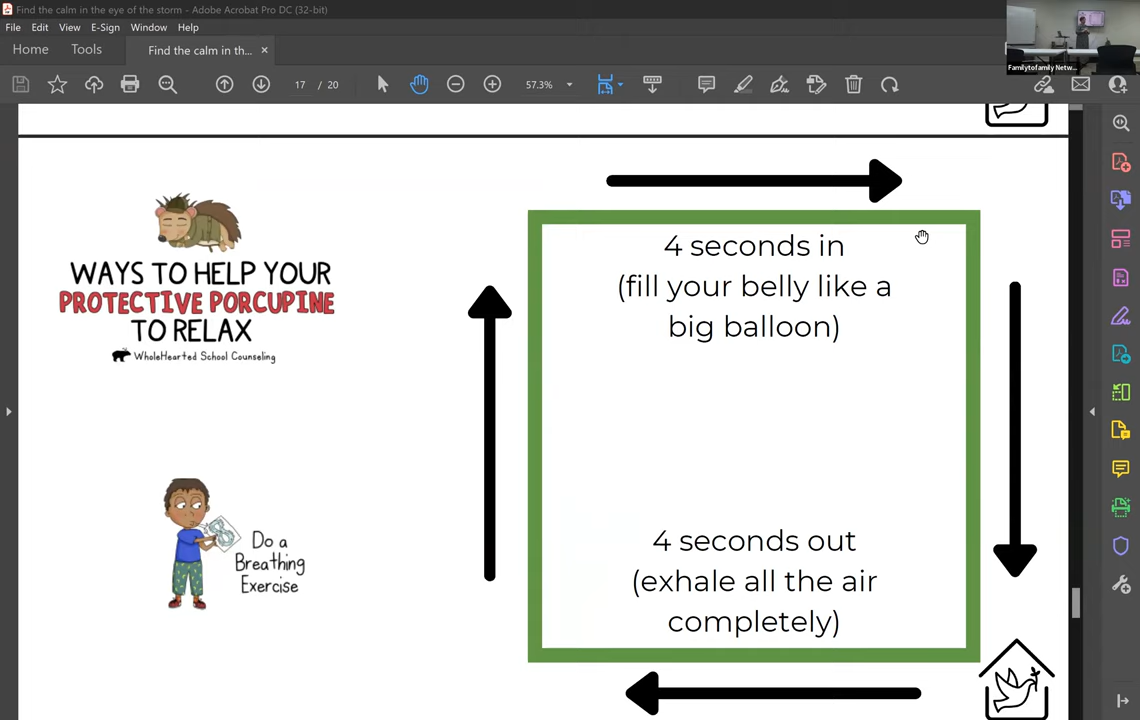 Find the calm in the eye of the storm - Adobe Acrobat Pro DC (32-bit)
File Edit View E-Sign Window Help
Home Tools Find the calm in th... ×
17 / 20 57.3%
Familytofamily Netw...
WAYS TO HELP YOUR
PROTECTIVE PORCUPINE
TO RELAX
WholeHearted School Counseling
Do a
Breathing
Exercise
4 seconds in
(fill your belly like a
big balloon)
4 seconds out
(exhale all the air
completely)